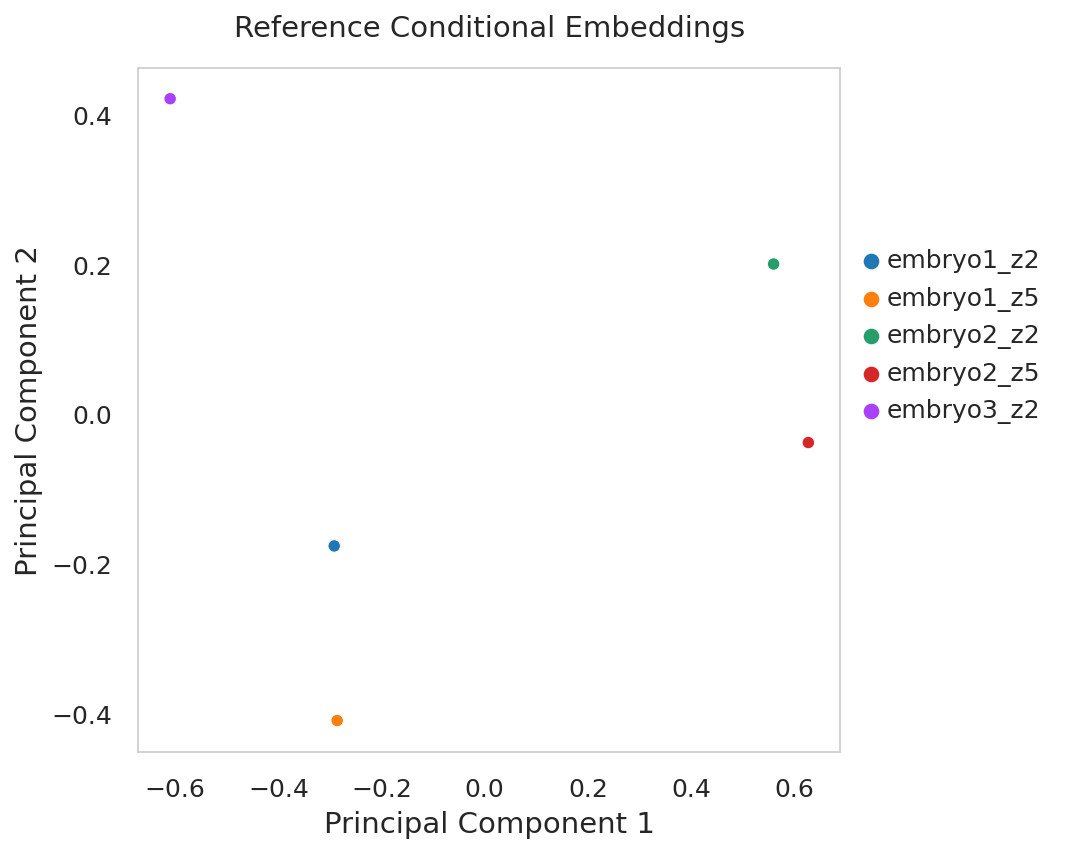 Reference Conditional Embeddings
Principal Component 2
0.4
0.2
0.0
−0.2
−0.4
−0.6 −0.4 −0.2 0.0 0.2 0.4 0.6
Principal Component 1
embryo1_z2
embryo1_z5
embryo2_z2
embryo2_z5
embryo3_z2